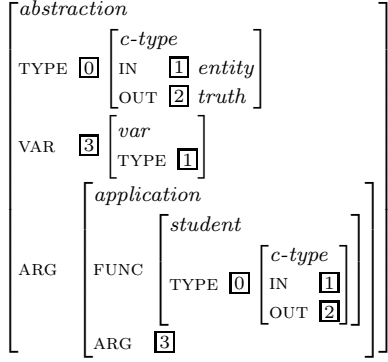 abstraction
TYPE 0 c-type
IN 1 entity
OUT 2 truth
VAR 3 var
TYPE 1
application
student
ARG FUNC TYPE 0 c-type
IN 1
OUT 2
ARG 3